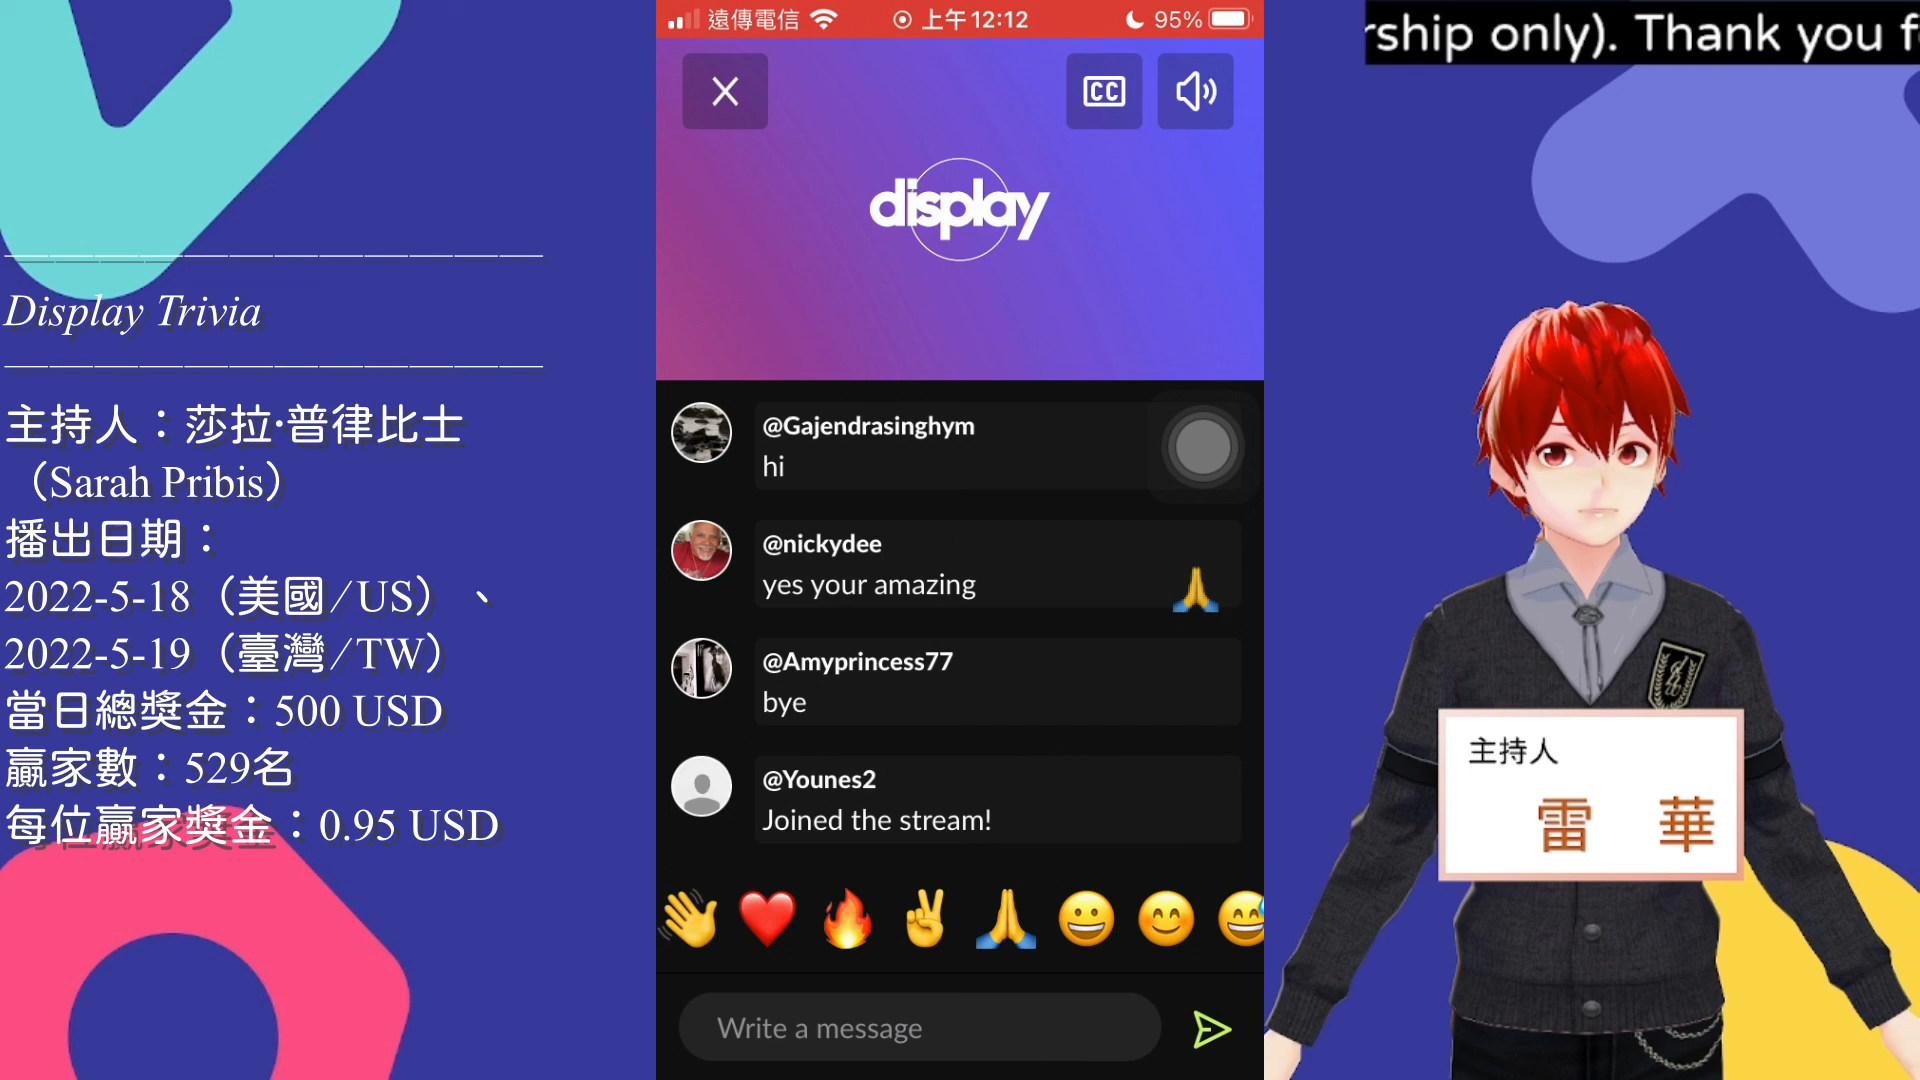 Display Trivia
主持人：莎拉·普律比士
（Sarah Pribis）
播出日期：
2022-5-18（美國/US）、
2022-5-19（臺灣/TW）
當日總獎金：500 USD
贏家數：529名
每位贏家獎金：0.95 USD
遠傳電信
上午12:12
95%
CC
display
@Gajendrasinghym
hi
@nickydee
yes your amazing
@Amyprincess77
bye
@Younes2
Joined the stream!
Write a message
rship only). Thank you f
主持人
雷 華